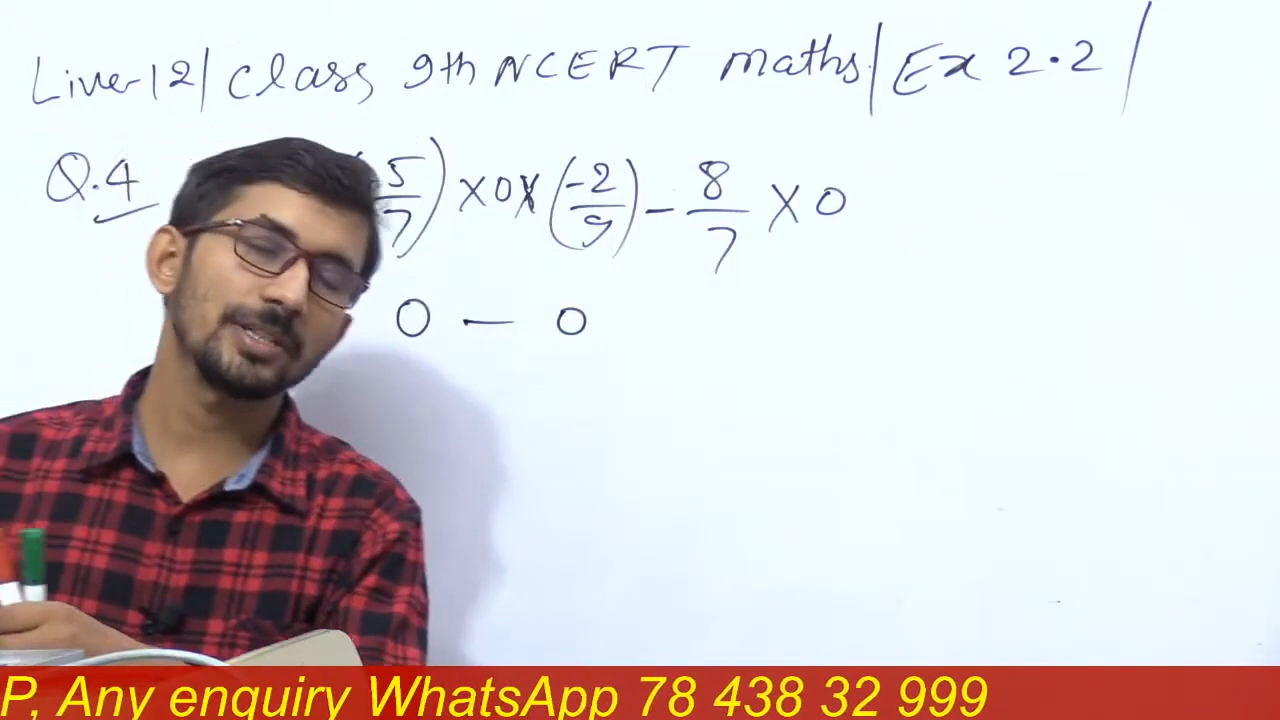 Live-12/ Class 9th NCERT maths/ Ex 2.2/
Q.4 (-5/7) × 0 × (-2/9) - 8/7 × 0
0 - 0
P, Any enquiry WhatsApp 78 438 32 999